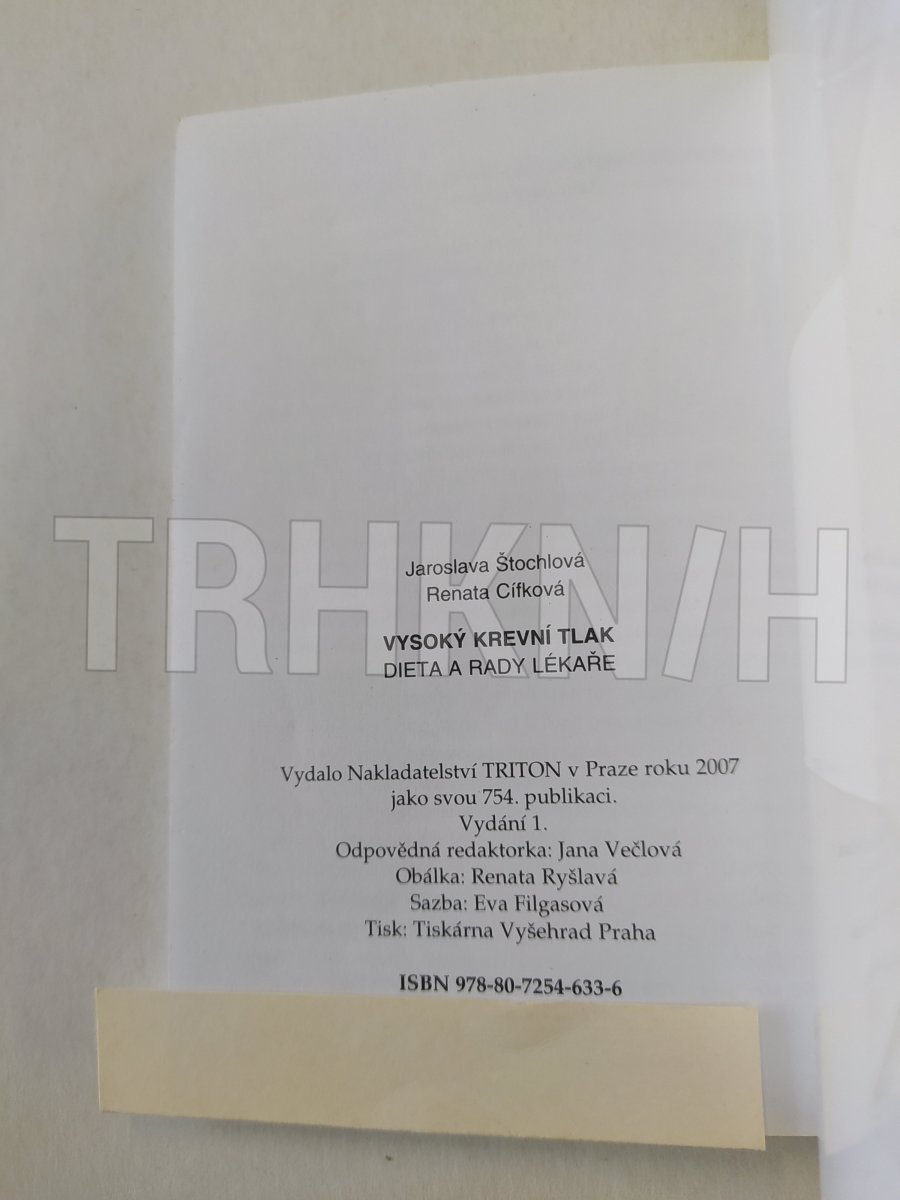 TRHKN/H
Jaroslava Štochlová
Renata Cífková
VYSOKÝ KREVNÍ TLAK
DIETA A RADY LÉKAŘE
Vydalo Nakladatelství TRITON v Praze roku 2007
jako svou 754. publikaci.
Vydání 1.
Odpovědná redaktorka: Jana Večlová
Obálka: Renata Ryšlavá
Sazba: Eva Filgasová
Tisk: Tiskárna Vyšehrad Praha
ISBN 978-80-7254-633-6